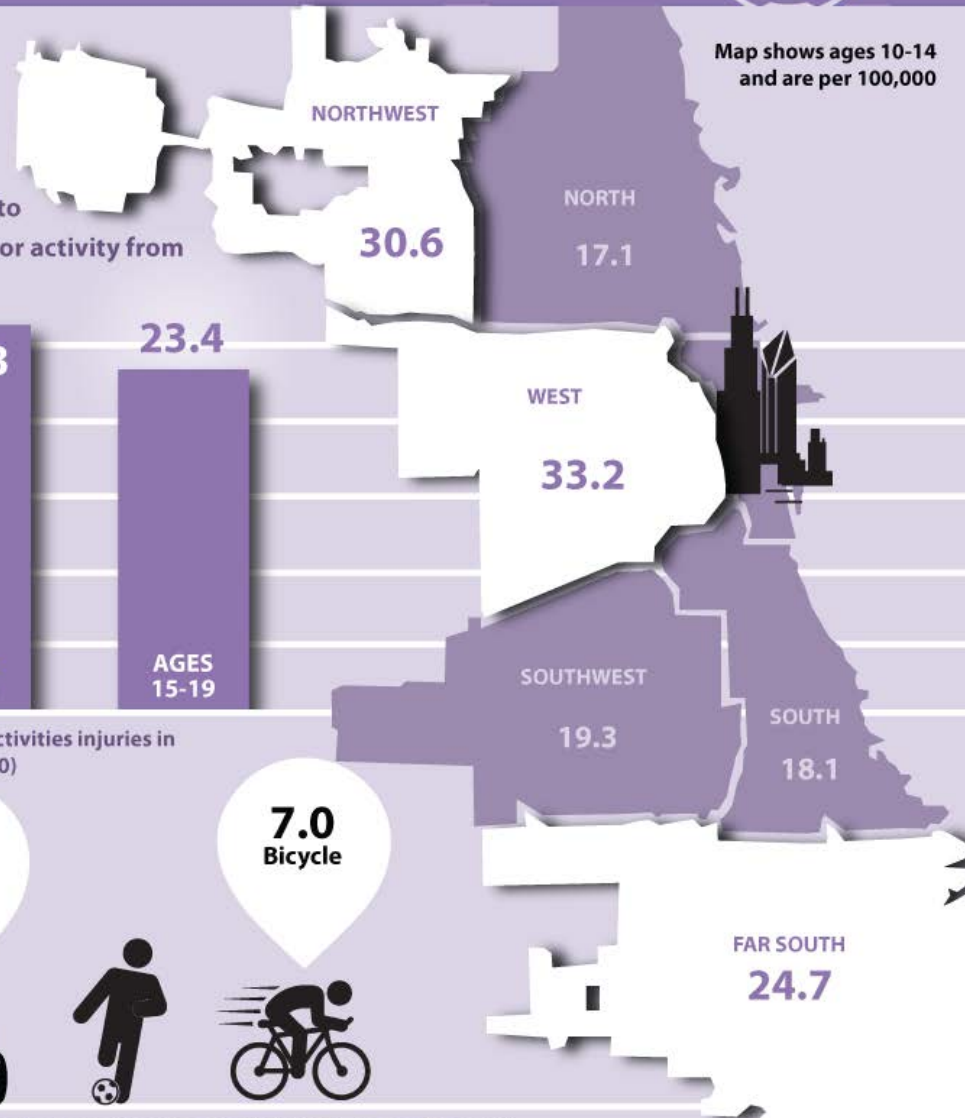 Map shows ages 10-14
and are per 100,000
NORTHWEST
30.6
NORTH
17.1
to
or activity from
3
23.4
AGES
15-19
WEST
33.2
SOUTHWEST
19.3
SOUTH
18.1
ctivities injuries in
0)
7.0
Bicycle
FAR SOUTH
24.7